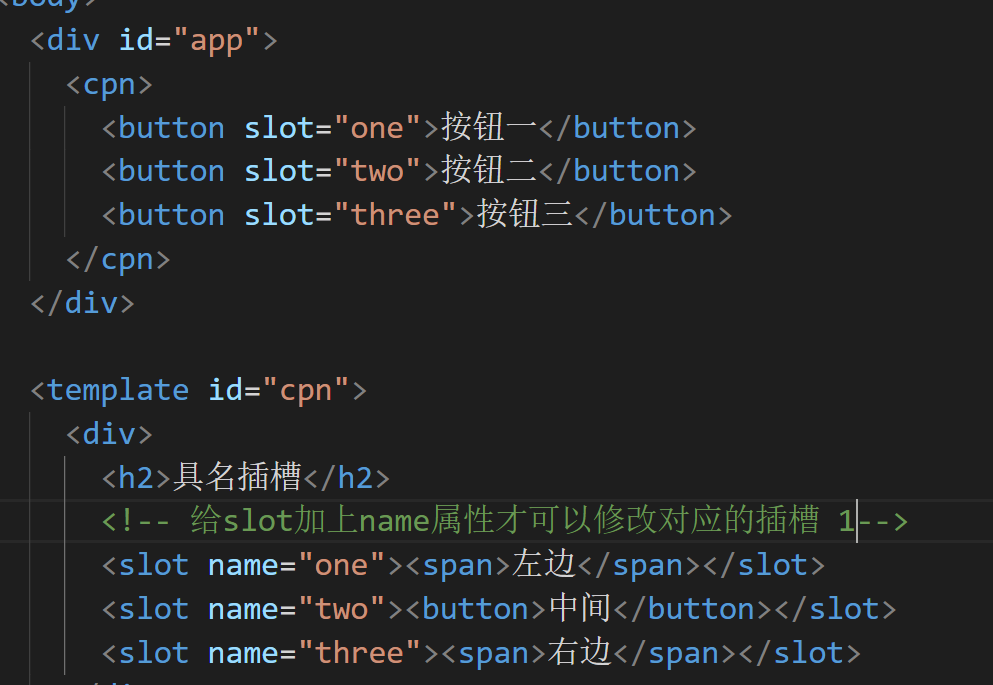 <body>
<div id="app">
<cpn>
<button slot="one">按钮一</button>
<button slot="two">按钮二</button>
<button slot="three">按钮三</button>
</cpn>
</div>
<template id="cpn">
<div>
<h2>具名插槽</h2>
<!-- 给slot加上name属性才可以修改对应的插槽 1-->
<slot name="one"><span>左边</span></slot>
<slot name="two"><button>中间</button></slot>
<slot name="three"><span>右边</span></slot>